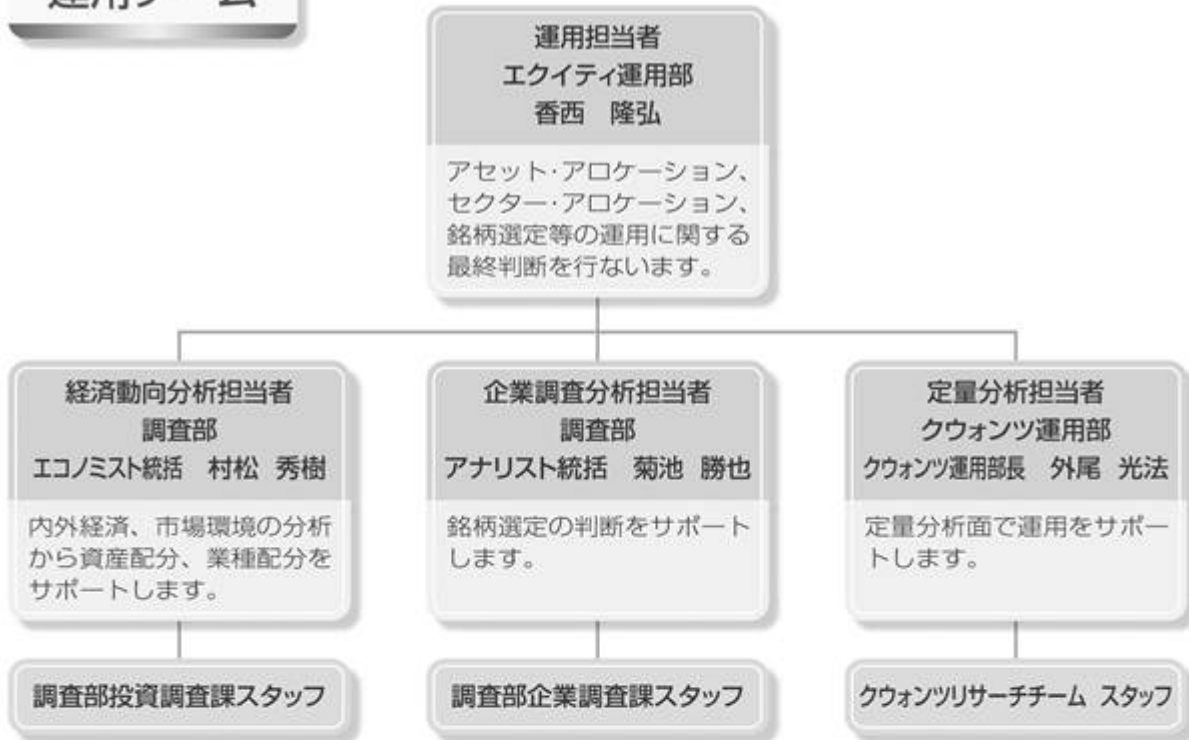 運用チーム
運用担当者
エクイティ運用部
香西　隆弘
アセット・アロケーション、
セクター・アロケーション、
銘柄選定等の運用に関する
最終判断を行ないます。
経済動向分析担当者
調査部
エコノミスト統括　村松 秀樹
内外経済、市場環境の分析
から資産配分、業種配分を
サポートします。
調査部投資調査課スタッフ
企業調査分析担当者
調査部
アナリスト統括　菊池 勝也
銘柄選定の判断をサポート
します。
調査部企業調査課スタッフ
定量分析担当者
クウォンツ運用部
クウォンツ運用部長　外尾 光法
定量分析面で運用をサポー
トします。
クウォンツリサーチチーム スタッフ